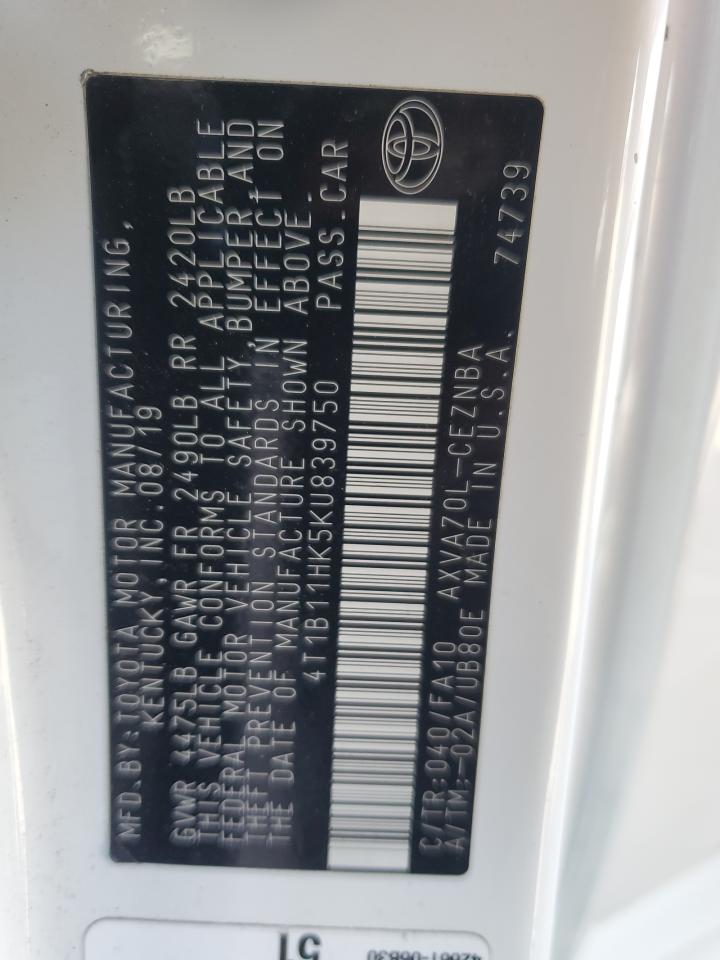 MFD.BY:TOYOTA MOTOR MANUFACTURING,
KENTUCKY,INC.08/19
GVWR 4475LB GAWR FR 2490LB RR 2420LB
THIS VEHICLE CONFORMS TO ALL APPLICABLE
FEDERAL MOTOR VEHICLE SAFETY, BUMPER,AND
THEFT PREVENTION STANDARDS IN EFFECT ON
THE DATE OF MANUFACTURE SHOWN ABOVE.
4T1B11HK5KU839750 PASS.CAR
C/TR:040/FA10 AXVA70L-CEZNBA
A/TM:-02A/UB80E MADE IN U.S.A. 74739
51